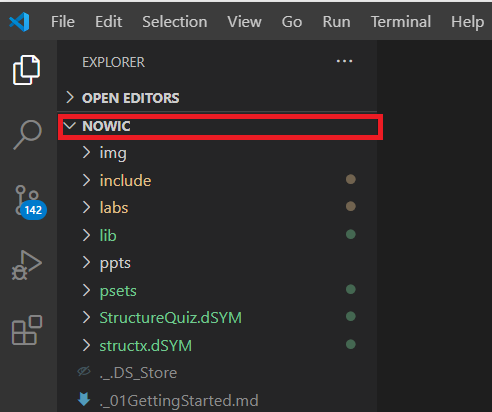 File Edit Selection View Go Run Terminal Help
EXPLORER ...
OPEN EDITORS
NOWIC
img
include
labs
142
lib
ppts
psets
StructureQuiz.dSYM
structx.dSYM
._.DS_Store
._01GettingStarted.md